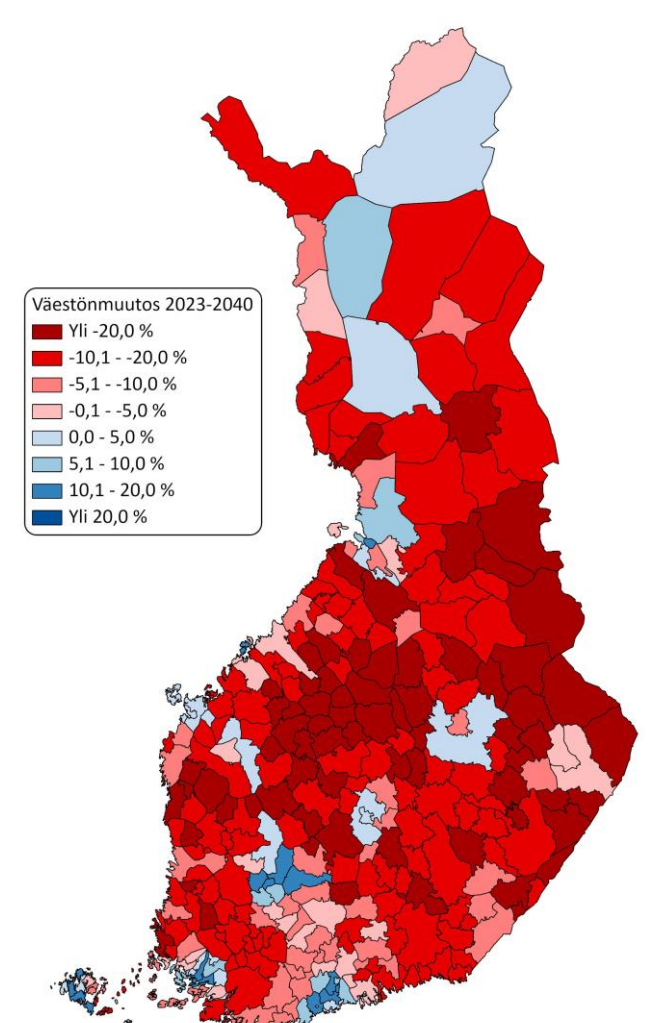 Väestönmuutos 2023-2040
Yli -20,0 %
-10,1 - -20,0 %
-5,1 - -10,0 %
-0,1 - -5,0 %
0,0 - 5,0 %
5,1 - 10,0 %
10,1 - 20,0 %
Yli 20,0 %